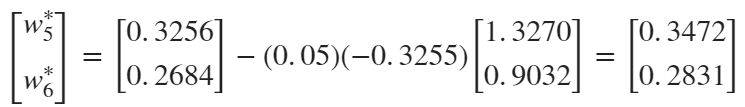 [w₅*; w₆*] = [0.3256; 0.2684] − (0.05)(−0.3255)[1.3270; 0.9032] = [0.3472; 0.2831]